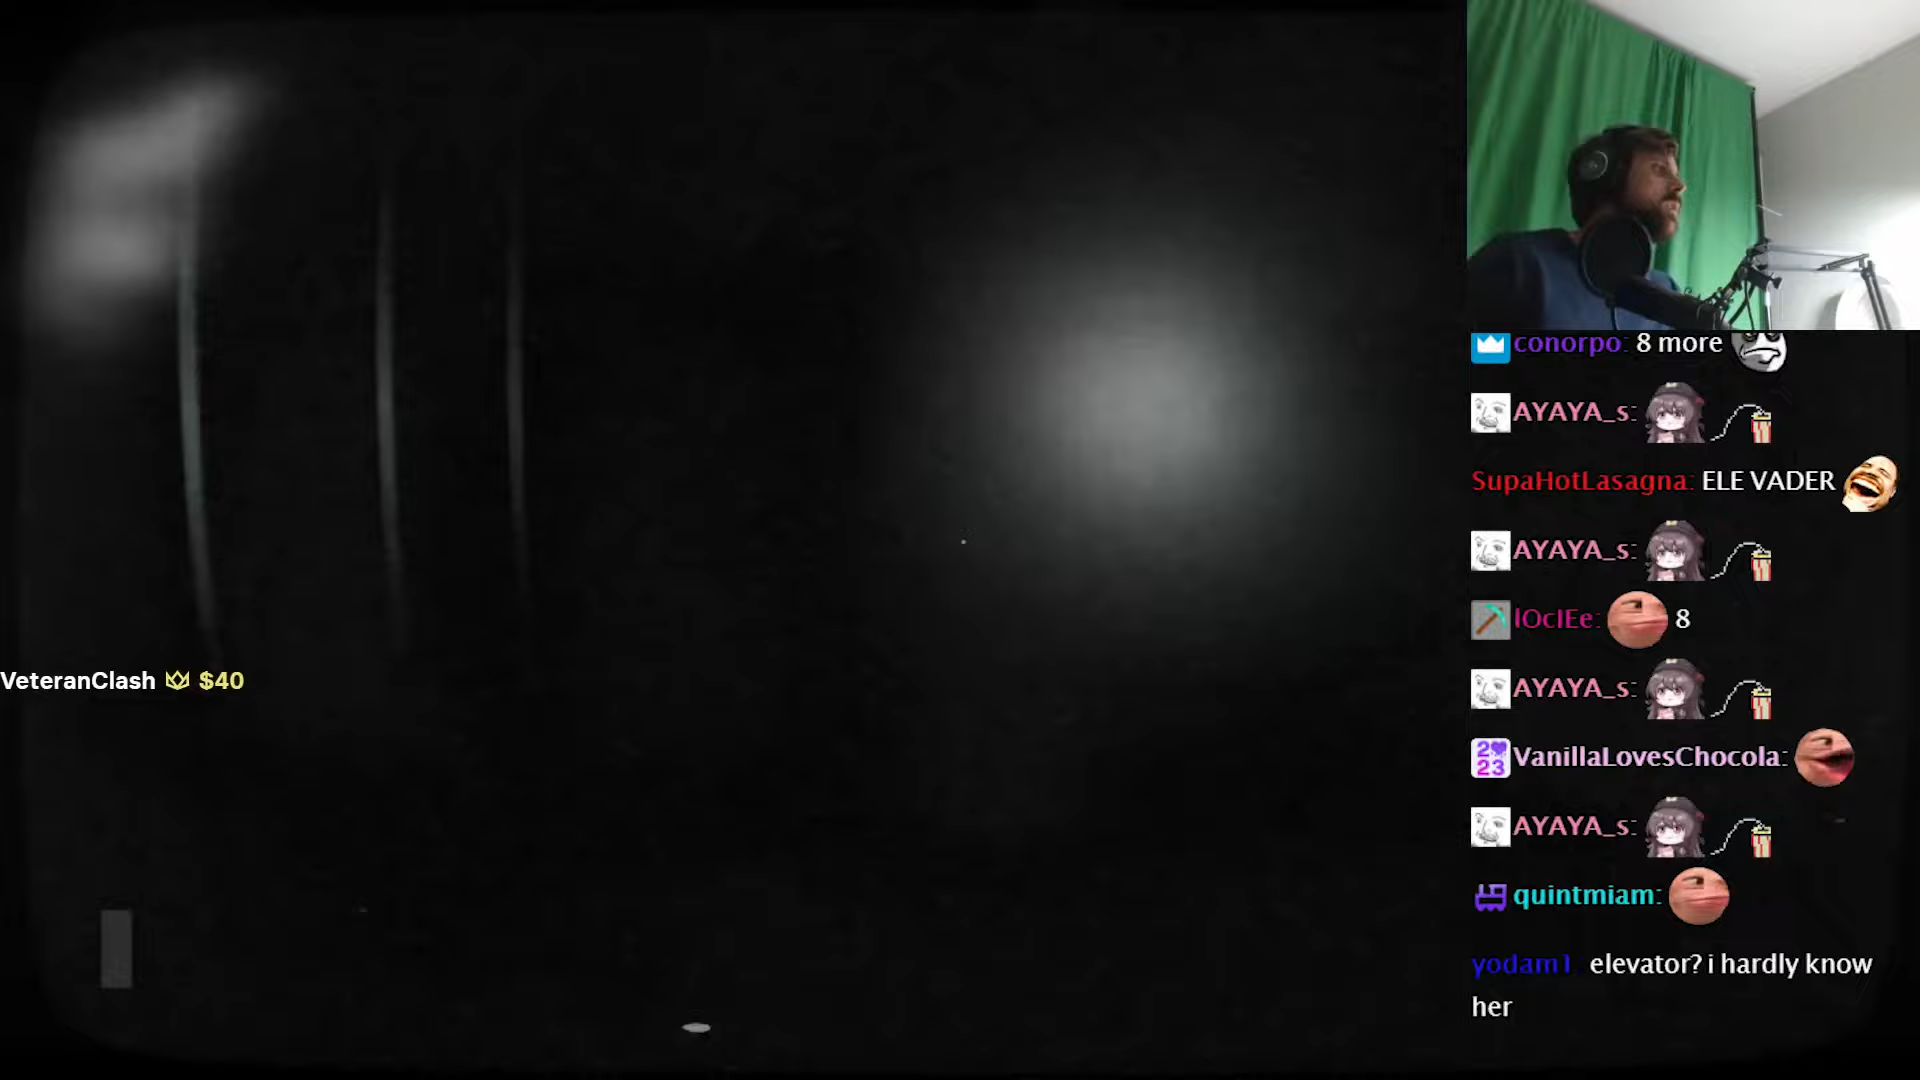 conorpo: 8 more
AYAYA_s:
SupaHotLasagna: ELE VADER
AYAYA_s:
lOclEe: 8
AYAYA_s:
VeteranClash $40
VanillaLovesChocola:
AYAYA_s:
quintmiam:
yodam1: elevator? i hardly know
her